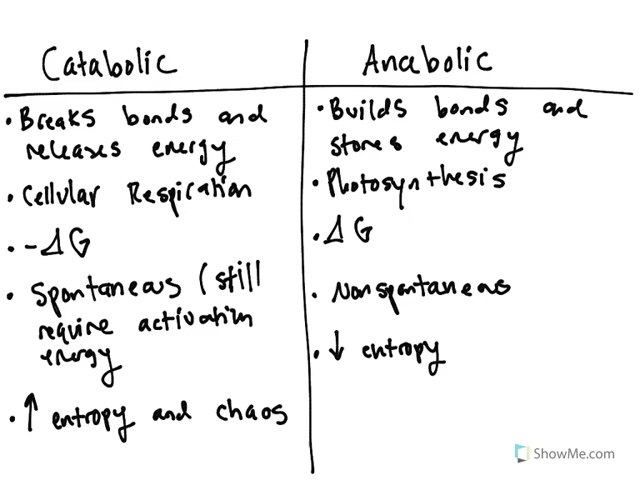 Catabolic
• Breaks bonds and
releases energy
• Cellular Respiration
• -ΔG
• Spontaneous (still
require activation
energy
• ↑ entropy and chaos
Anabolic
• Builds bonds and
stores energy
• Photosynthesis
• ΔG
• Nonspontaneous
• ↓ entropy
ShowMe.com